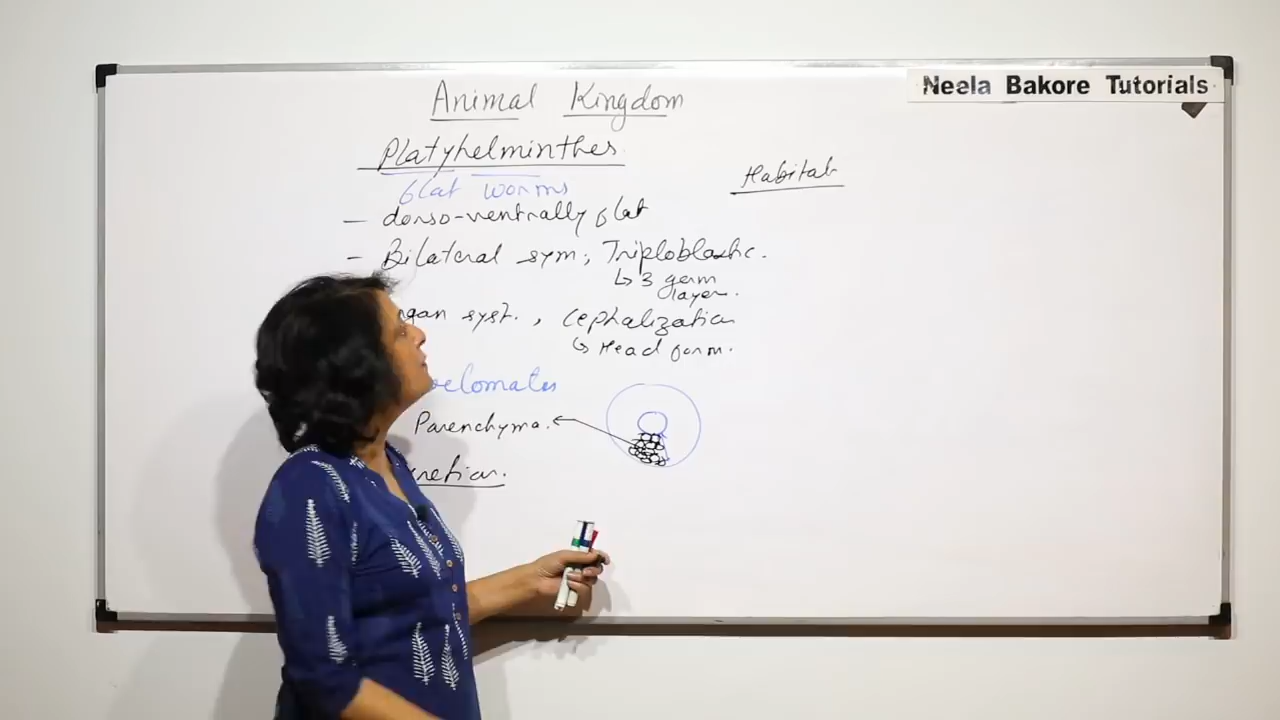 Neela Bakore Tutorials
Animal Kingdom
Platyhelminthes.
flat worms
Habitat
– dorso-ventrally flat
– Bilateral sym; Triploblastic.
↳ 3 germ
layer.
syst. , Cephalization
↳ Head form.
Parenchyma.